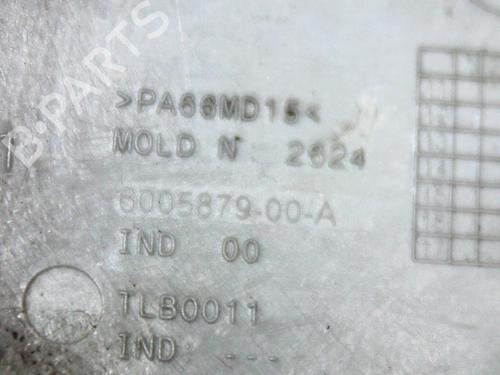 B-PARTS
>PA66MD15<
MOLD N 2624
6005879-00-A
IND 00
TLB0011
IND ---